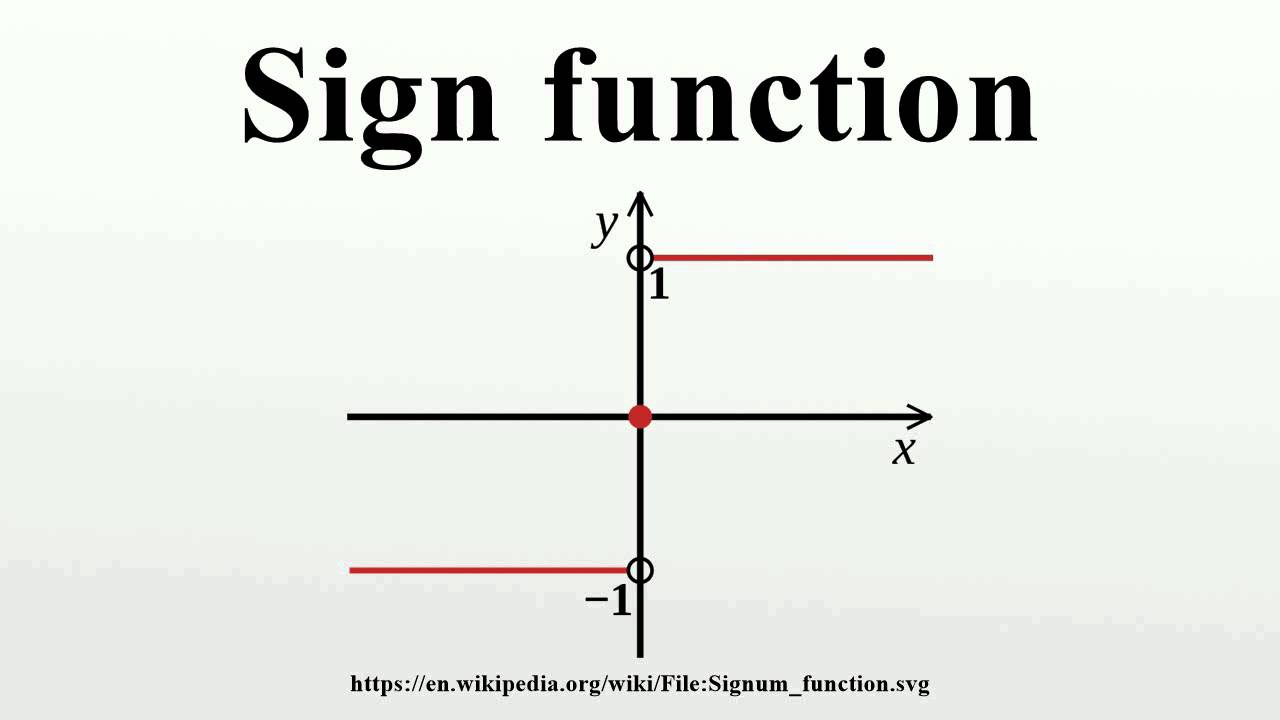 Sign function
y
1
x
−1
https://en.wikipedia.org/wiki/File:Signum_function.svg